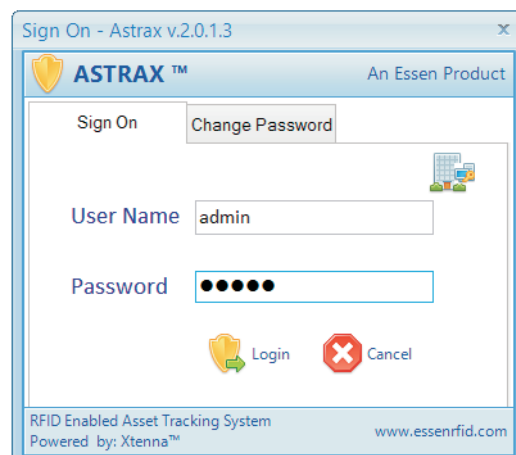 Sign On - Astrax v.2.0.1.3
x
ASTRAX ™
An Essen Product
Sign On
Change Password
User Name
admin
Password
●●●●●
Login
Cancel
RFID Enabled Asset Tracking System
Powered by: Xtenna™
www.essenrfid.com